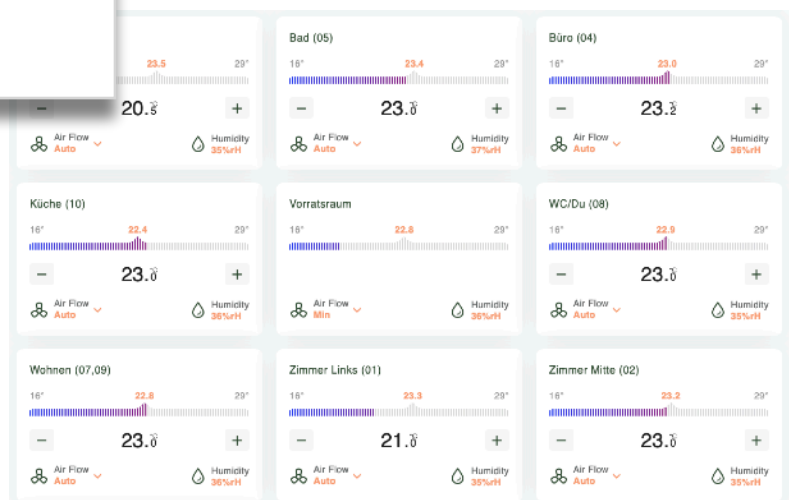 23.5 29°
− 20.5 +
Air Flow Auto Humidity 35%rH
Bad (05)
16° 23.4 29°
− 23.0 +
Air Flow Auto Humidity 37%rH
Büro (04)
16° 23.0 29°
− 23.2 +
Air Flow Auto Humidity 36%rH
Küche (10)
16° 22.4 29°
− 23.0 +
Air Flow Auto Humidity 36%rH
Vorratsraum
16° 22.8 29°
Air Flow Min Humidity 36%rH
WC/Du (08)
16° 22.9 29°
− 23.0 +
Air Flow Auto Humidity 35%rH
Wohnen (07,09)
16° 22.8 29°
− 23.0 +
Air Flow Auto Humidity 36%rH
Zimmer Links (01)
16° 23.3 29°
− 21.0 +
Air Flow Auto Humidity 35%rH
Zimmer Mitte (02)
16° 23.2 29°
− 23.0 +
Air Flow Auto Humidity 35%rH